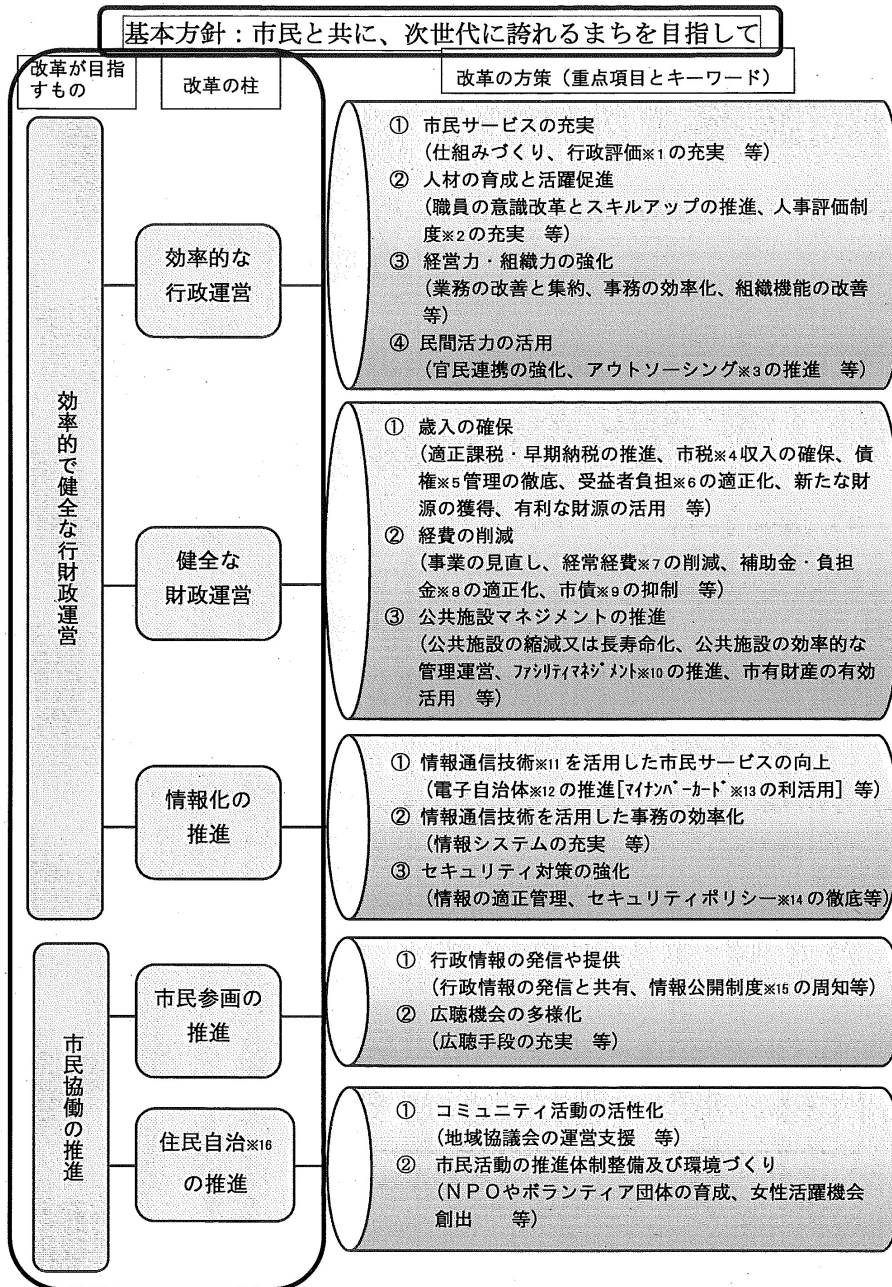 基本方針：市民と共に、次世代に誇れるまちを目指して
改革が目指
すもの
改革の柱
改革の方策（重点項目とキーワード）
効率的で健全な行財政運営
効率的な
行政運営
① 市民サービスの充実
(仕組みづくり、行政評価※1の充実　等)
② 人材の育成と活躍促進
(職員の意識改革とスキルアップの推進、人事評価制
度※2の充実　等)
③ 経営力・組織力の強化
(業務の改善と集約、事務の効率化、組織機能の改善
等)
④ 民間活力の活用
(官民連携の強化、アウトソーシング※3の推進　等)
健全な
財政運営
① 歳入の確保
(適正課税・早期納税の推進、市税※4収入の確保、債
権※5管理の徹底、受益者負担※6の適正化、新たな財
源の獲得、有利な財源の活用　等)
② 経費の削減
(事業の見直し、経常経費※7の削減、補助金・負担
金※8の適正化、市債※9の抑制　等)
③ 公共施設マネジメントの推進
(公共施設の縮減又は長寿命化、公共施設の効率的な
管理運営、ﾌｧｼﾘﾃｨﾏﾈｼﾞﾒﾝﾄ※10の推進、市有財産の有効
活用　等)
情報化の
推進
① 情報通信技術※11を活用した市民サービスの向上
(電子自治体※12の推進[ﾏｲﾅﾝﾊﾞｰｶｰﾄﾞ※13の利活用] 等)
② 情報通信技術を活用した事務の効率化
(情報システムの充実　等)
③ セキュリティ対策の強化
(情報の適正管理、セキュリティポリシー※14の徹底等)
市民協働の推進
市民参画の
推進
① 行政情報の発信や提供
(行政情報の発信と共有、情報公開制度※15の周知等)
② 広聴機会の多様化
(広聴手段の充実　等)
住民自治※16
の推進
① コミュニティ活動の活性化
(地域協議会の運営支援　等)
② 市民活動の推進体制整備及び環境づくり
(ＮＰＯやボランティア団体の育成、女性活躍機会
創出　　等)